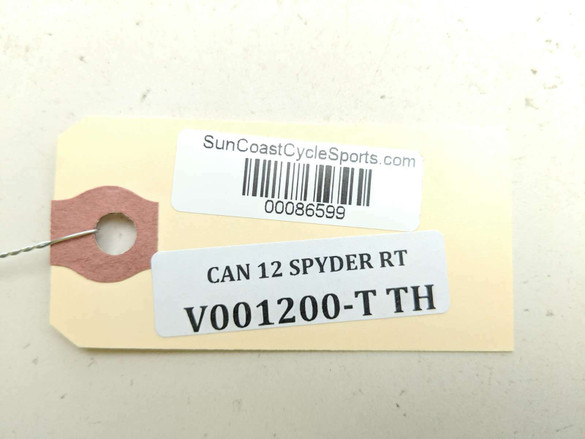 SunCoastCycleSports.com
00086599
CAN 12 SPYDER RT
V001200-T TH